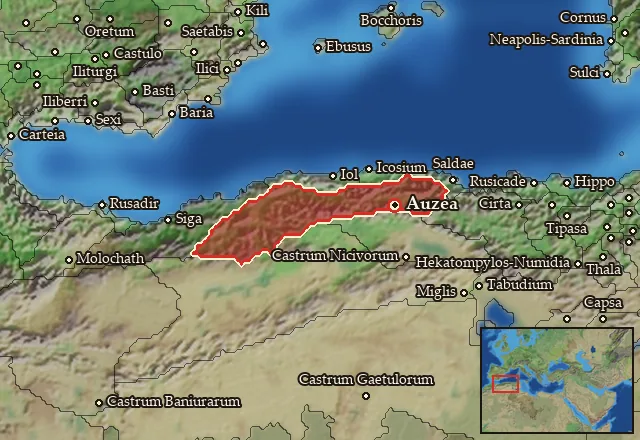 Kili
Bocchoris
Cornus
Oretum
Saetabis
Neapolis-Sardinia
Castulo
Ebusus
Iliturgi
Ilici
Sulci
Basti
Iliberri
Baria
Sexi
Carteia
Icosium
Saldae
Iol
Rusicade
Hippo
Rusadir
Auzea
Cirta
Siga
Tipasa
Molochath
Castrum Nicivorum
Hekatompylos-Numidia
Thala
Tabudium
Miglis
Capsa
Castrum Gaetulorum
Castrum Baniurarum